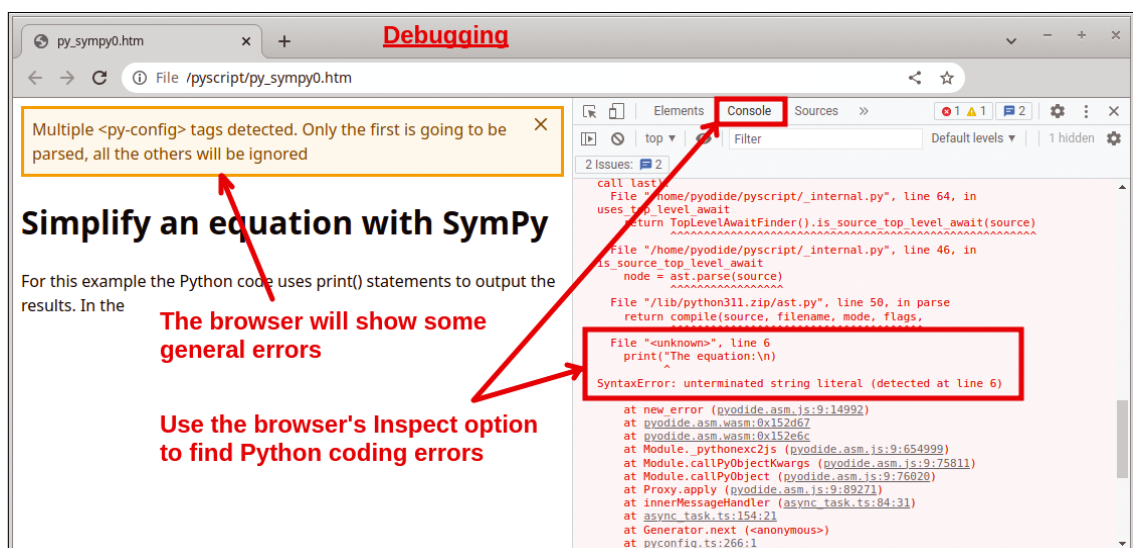 py_sympy0.htm
Debugging
File /pyscript/py_sympy0.htm
Multiple <py-config> tags detected. Only the first is going to be
parsed, all the others will be ignored
Simplify an equation with SymPy
For this example the Python code uses print() statements to output the
results. In the
The browser will show some
general errors
Use the browser's Inspect option
to find Python coding errors
Elements Console Sources
1 1 2
top Filter Default levels 1 hidden
2 Issues: 2
call last):
File "/home/pyodide/pyscript/_internal.py", line 64, in
uses_top_level_await
return TopLevelAwaitFinder().is_source_top_level_await(source)
^^^^^^^^^^^^^^^^^^^^^^^^^^^^^^^^^^^^^^^^^^^^^^^^^^^^^^^
File "/home/pyodide/pyscript/_internal.py", line 46, in
is_source_top_level_await
node = ast.parse(source)
^^^^^^^^^^^^^^^^^
File "/lib/python311.zip/ast.py", line 50, in parse
return compile(source, filename, mode, flags,
^^^^^^^^^^^^^^^^^^^^^^^^^^^^^^^^^^^^^^
File "<unknown>", line 6
print("The equation:\n)
^
SyntaxError: unterminated string literal (detected at line 6)
at new_error (pyodide.asm.js:9:14992)
at pyodide.asm.wasm:0x152d67
at pyodide.asm.wasm:0x152e6c
at Module._pythonexc2js (pyodide.asm.js:9:654999)
at Module.callPyObjectKwargs (pyodide.asm.js:9:75811)
at Module.callPyObject (pyodide.asm.js:9:76020)
at Proxy.apply (pyodide.asm.js:9:89271)
at innerMessageHandler (async_task.ts:84:31)
at async_task.ts:154:21
at Generator.next (<anonymous>)
at pyconfig.ts:266:1